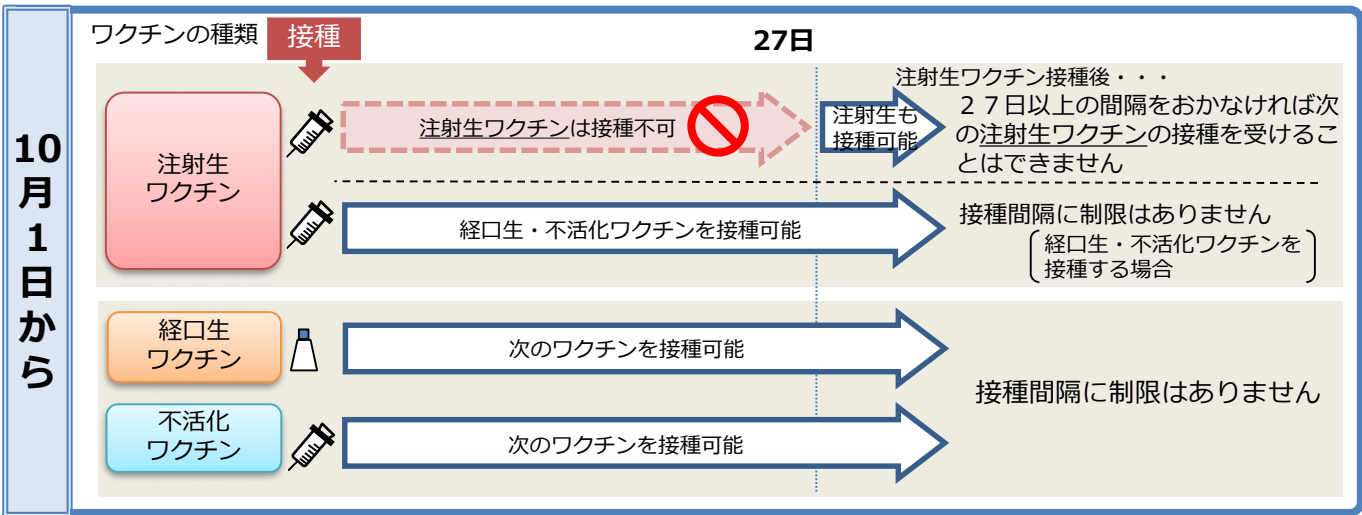 10月1日から
ワクチンの種類
接種
27日
注射生
ワクチン
注射生ワクチンは接種不可
注射生も
接種可能
注射生ワクチン接種後・・・
２７日以上の間隔をおかなければ次
の注射生ワクチンの接種を受けるこ
とはできません
経口生・不活化ワクチンを接種可能
接種間隔に制限はありません
経口生・不活化ワクチンを
接種する場合
経口生
ワクチン
次のワクチンを接種可能
接種間隔に制限はありません
不活化
ワクチン
次のワクチンを接種可能